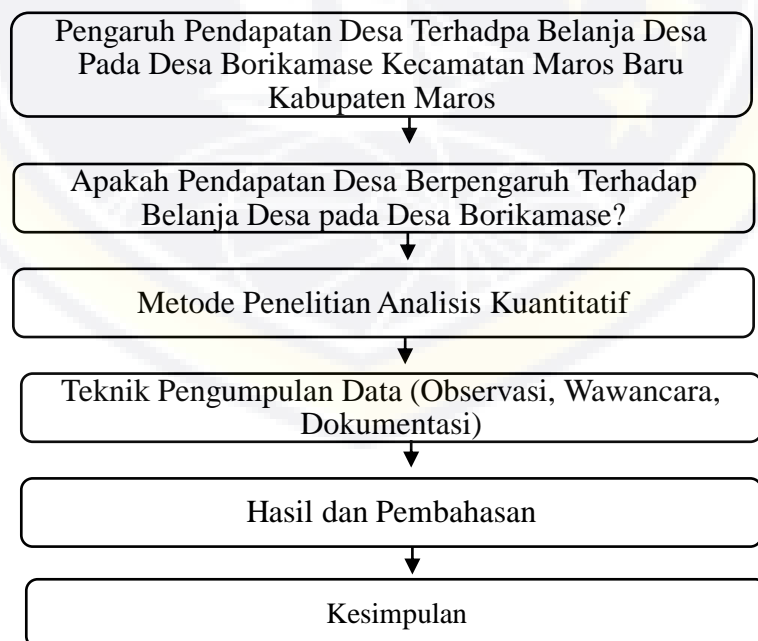 Pengaruh Pendapatan Desa Terhadpa Belanja Desa
Pada Desa Borikamase Kecamatan Maros Baru
Kabupaten Maros
Apakah Pendapatan Desa Berpengaruh Terhadap
Belanja Desa pada Desa Borikamase?
Metode Penelitian Analisis Kuantitatif
Teknik Pengumpulan Data (Observasi, Wawancara,
Dokumentasi)
Hasil dan Pembahasan
Kesimpulan